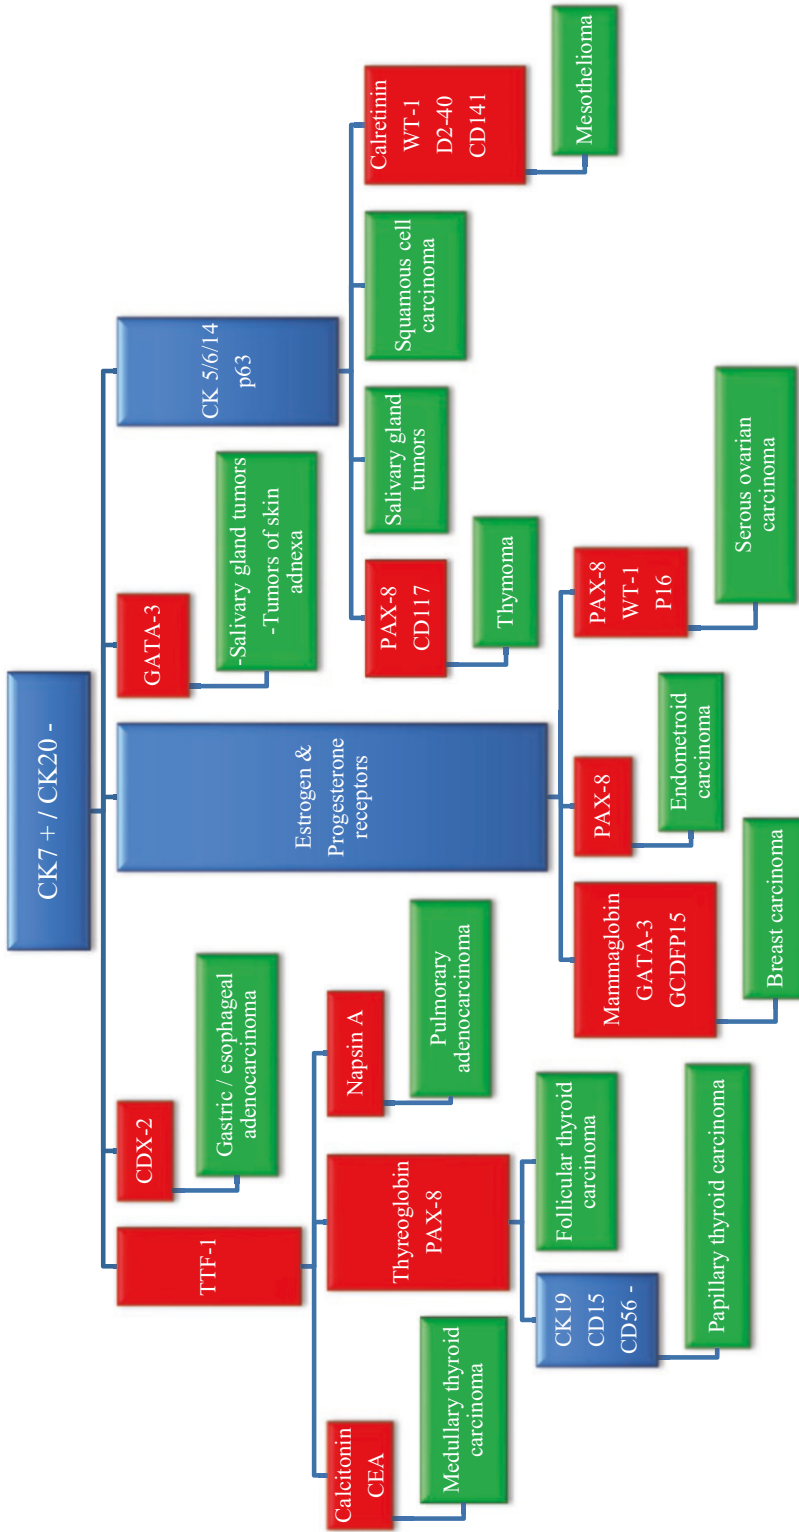 CK7 + / CK20 -
TTF-1
CDX-2
Gastric / esophageal
adenocarcinoma
Estrogen &
Progesterone
receptors
GATA-3
-Salivary gland tumors
-Tumors of skin
adnexa
CK 5/6/14
p63
Calcitonin
CEA
Medullary thyroid
carcinoma
Thyreoglobin
PAX-8
Napsin A
Pulmorary
adenocarcinoma
CK19
CD15
CD56 -
Papillary thyroid carcinoma
Follicular thyroid
carcinoma
Mammaglobin
GATA-3
GCDFP15
Breast carcinoma
PAX-8
Endometroid
carcinoma
PAX-8
WT-1
P16
Serous ovarian
carcinoma
PAX-8
CD117
Thymoma
Salivary gland
tumors
Squamous cell
carcinoma
Calretinin
WT-1
D2-40
CD141
Mesothelioma